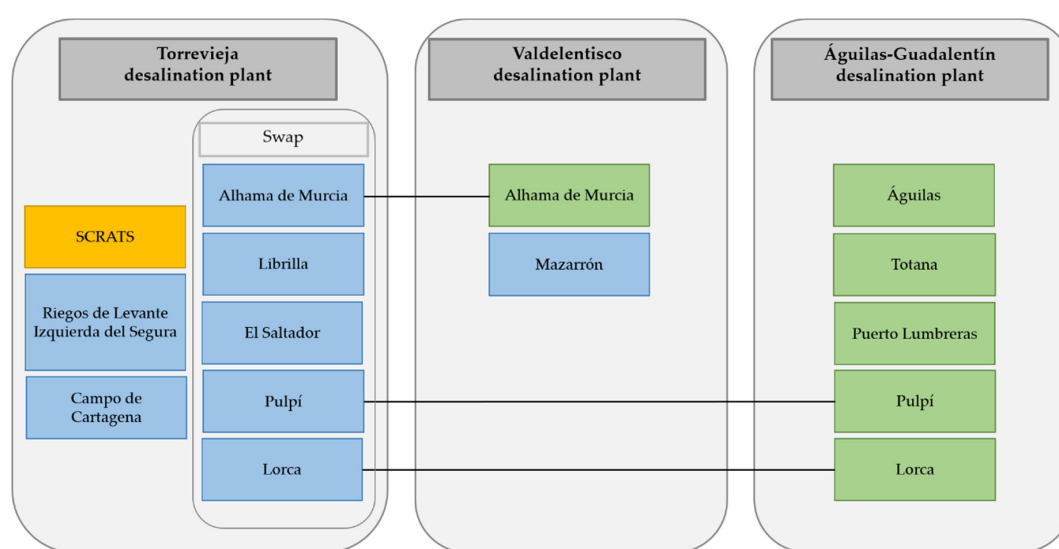 Torrevieja
desalination plant
Swap
SCRATS
Riegos de Levante
Izquierda del Segura
Campo de
Cartagena
Alhama de Murcia
Librilla
El Saltador
Pulpí
Lorca
Valdelentisco
desalination plant
Alhama de Murcia
Mazarrón
Águilas-Guadalentín
desalination plant
Águilas
Totana
Puerto Lumbreras
Pulpí
Lorca